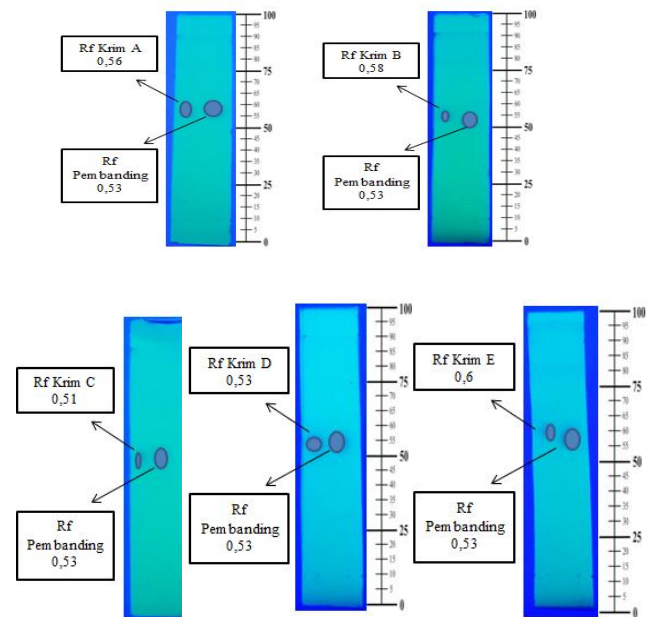 Rf Krim A
0,56
Rf
Pembanding
0,53
100
75
50
25
0
Rf Krim B
0,58
Rf
Pembanding
0,53
100
75
50
25
0
Rf Krim C
0,51
Rf
Pembanding
0,53
Rf Krim D
0,53
Rf
Pembanding
0,53
100
75
50
25
0
Rf Krim E
0,6
Rf
Pembanding
0,53
100
75
50
25
0